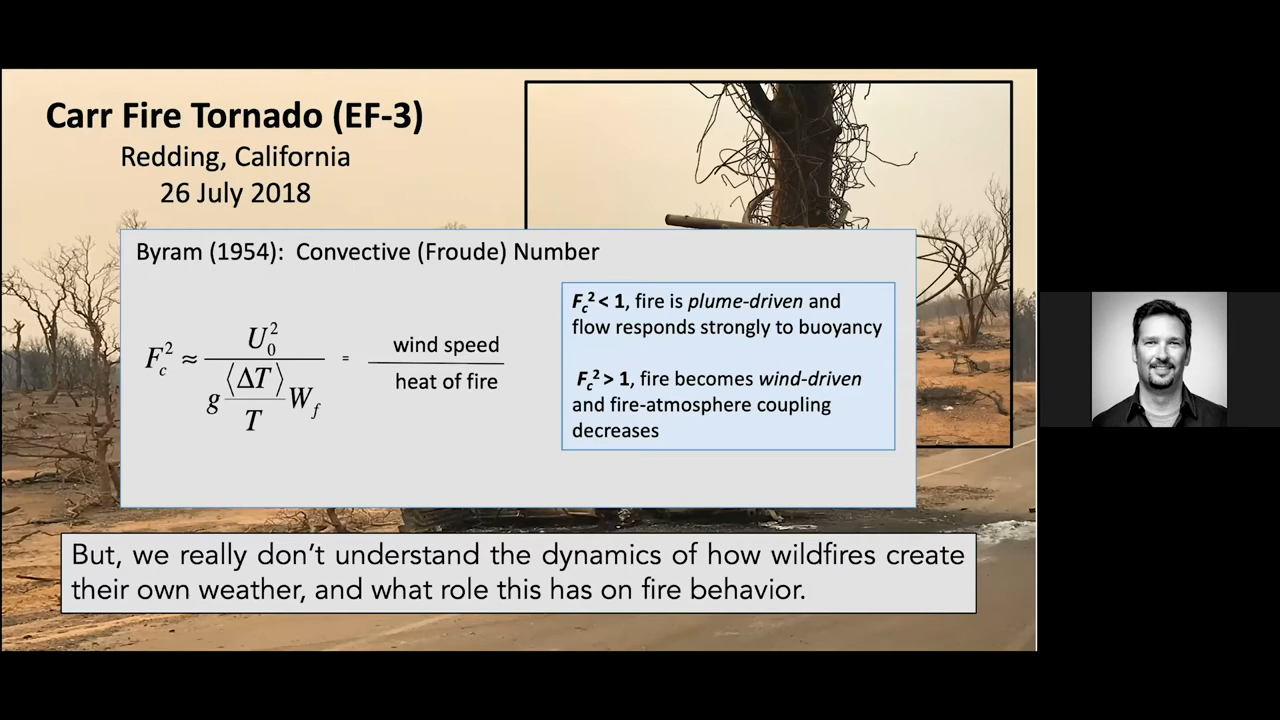 Carr Fire Tornado (EF-3)
Redding, California
26 July 2018
Byram (1954):  Convective (Froude) Number
F_c^2 ≈ U_0^2 / (g (⟨ΔT⟩ / T) W_f) = wind speed / heat of fire
F_c^2 < 1, fire is plume-driven and
flow responds strongly to buoyancy
F_c^2 > 1, fire becomes wind-driven
and fire-atmosphere coupling
decreases
But, we really don't understand the dynamics of how wildfires create
their own weather, and what role this has on fire behavior.